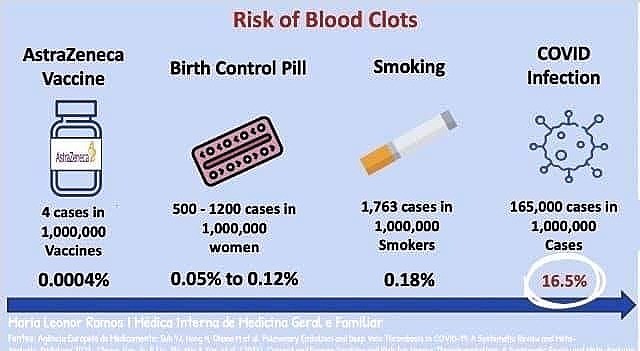 Risk of Blood Clots
AstraZeneca
Vaccine
AstraZeneca
4 cases in
1,000,000
Vaccines
0.0004%
Birth Control Pill
500 - 1200 cases in
1,000,000
women
0.05% to 0.12%
Smoking
1,763 cases in
1,000,000
Smokers
0.18%
COVID
Infection
165,000 cases in
1,000,000
Cases
16.5%
Maria Leonor Ramos | Médica Interna de Medicina Geral e Familiar
Fontes: Agência Europeia do Medicamento; Suh YJ, Hong H, Ohana M et al. Pulmonary Embolism and Deep Vein Thrombosis in COVID-19: A Systematic Review and Meta-